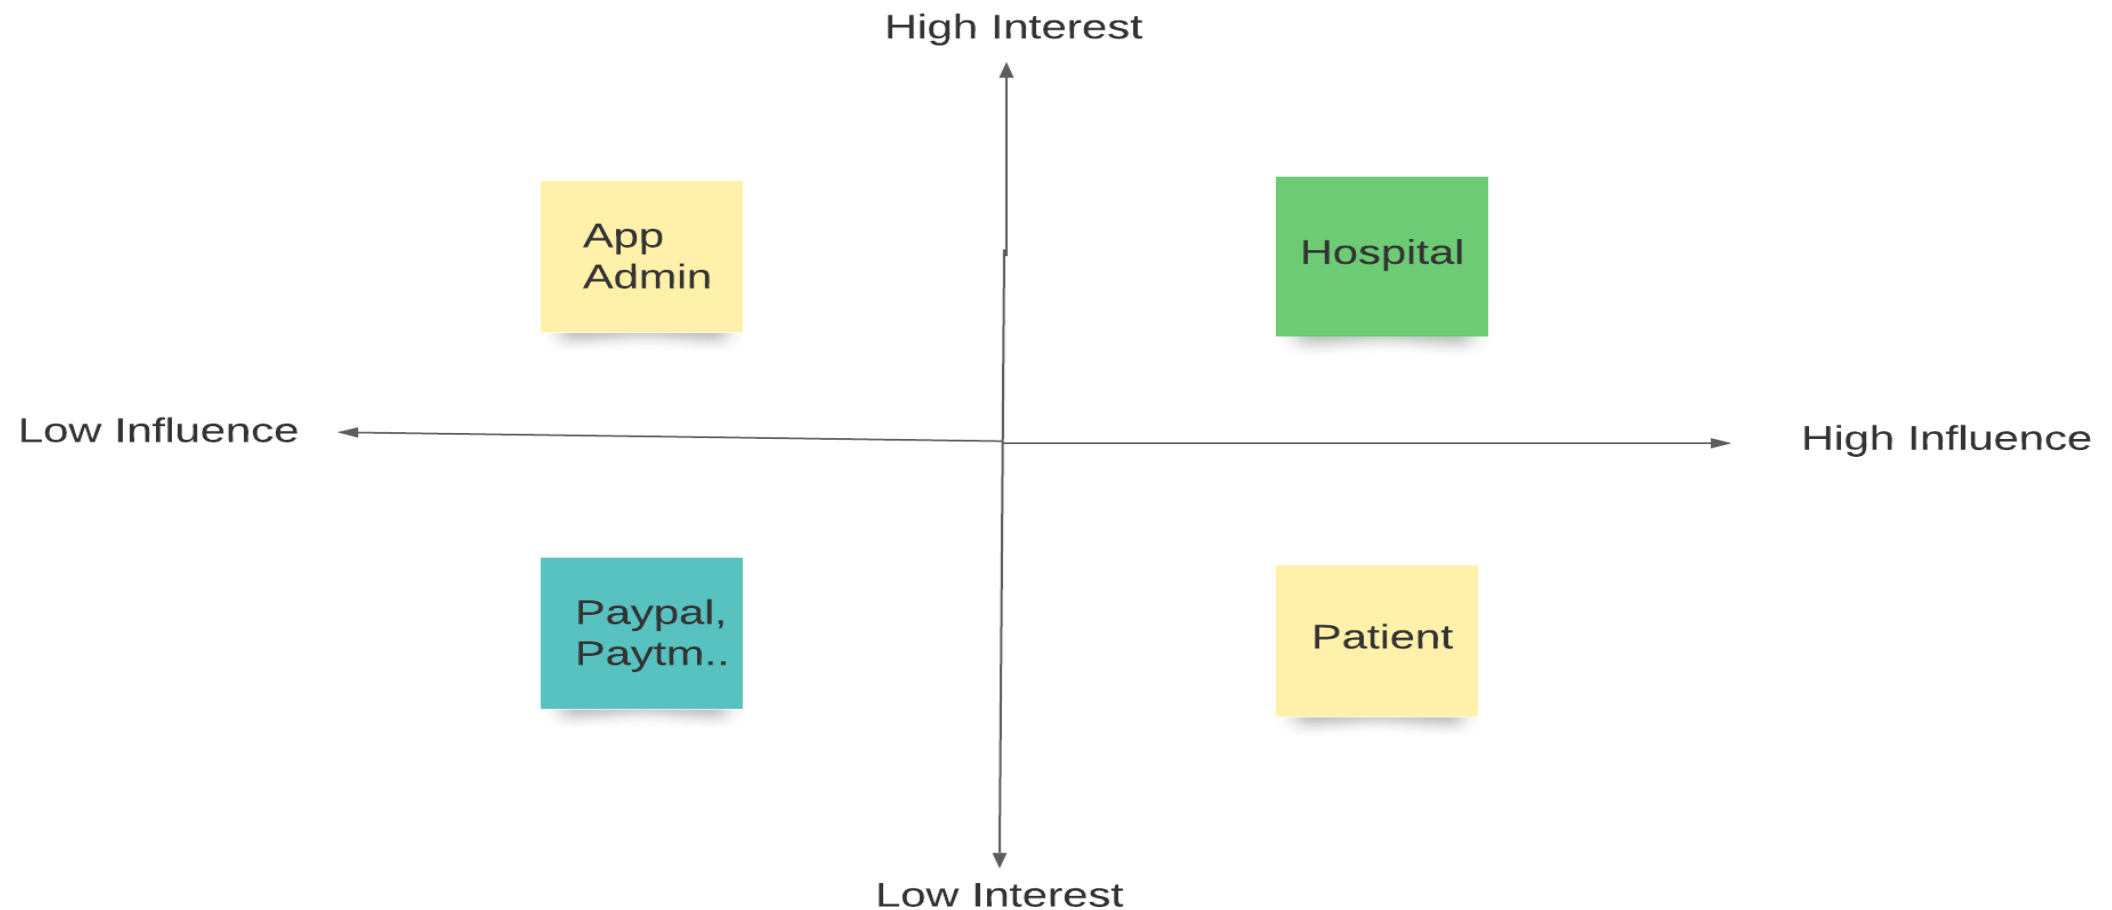 High Interest
App
Admin
Hospital
Low Influence
High Influence
Paypal,
Paytm..
Patient
Low Interest